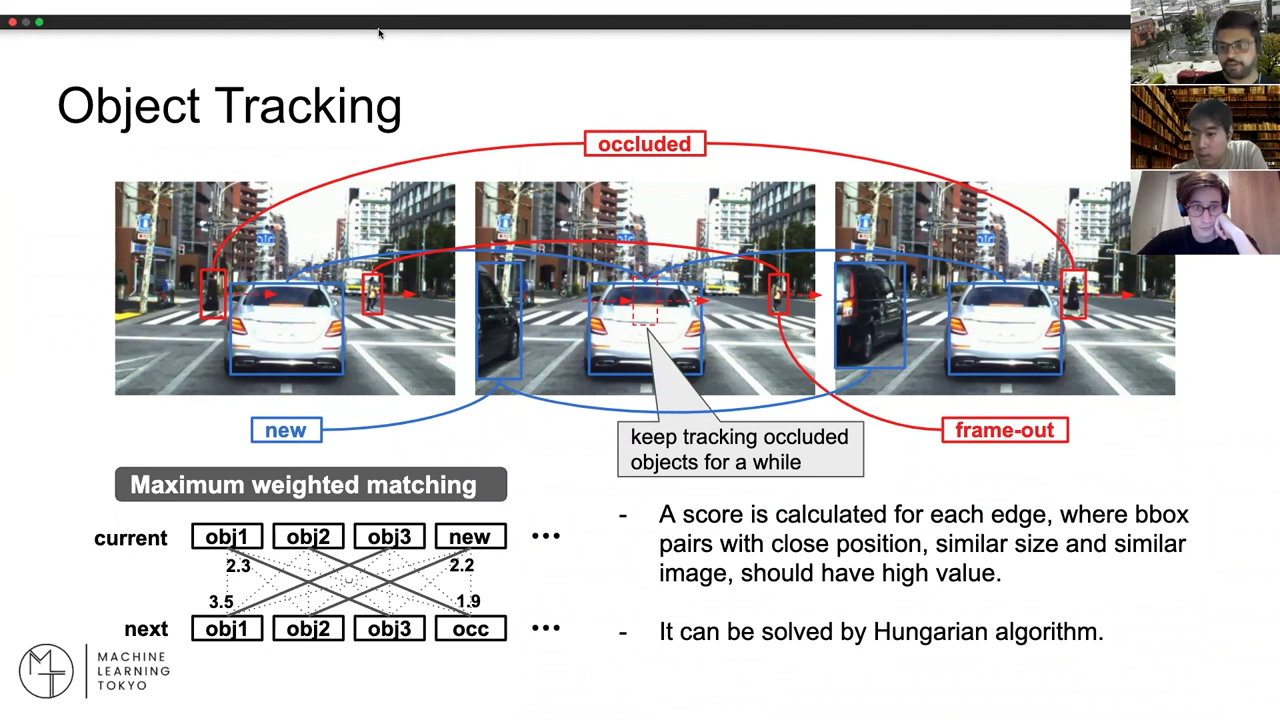 Object Tracking
occluded
new
keep tracking occluded
objects for a while
frame-out
Maximum weighted matching
current obj1 obj2 obj3 new ...
2.3 2.2
3.5 1.9
next obj1 obj2 obj3 occ ...
- A score is calculated for each edge, where bbox
pairs with close position, similar size and similar
image, should have high value.
- It can be solved by Hungarian algorithm.
MACHINE
LEARNING
TOKYO